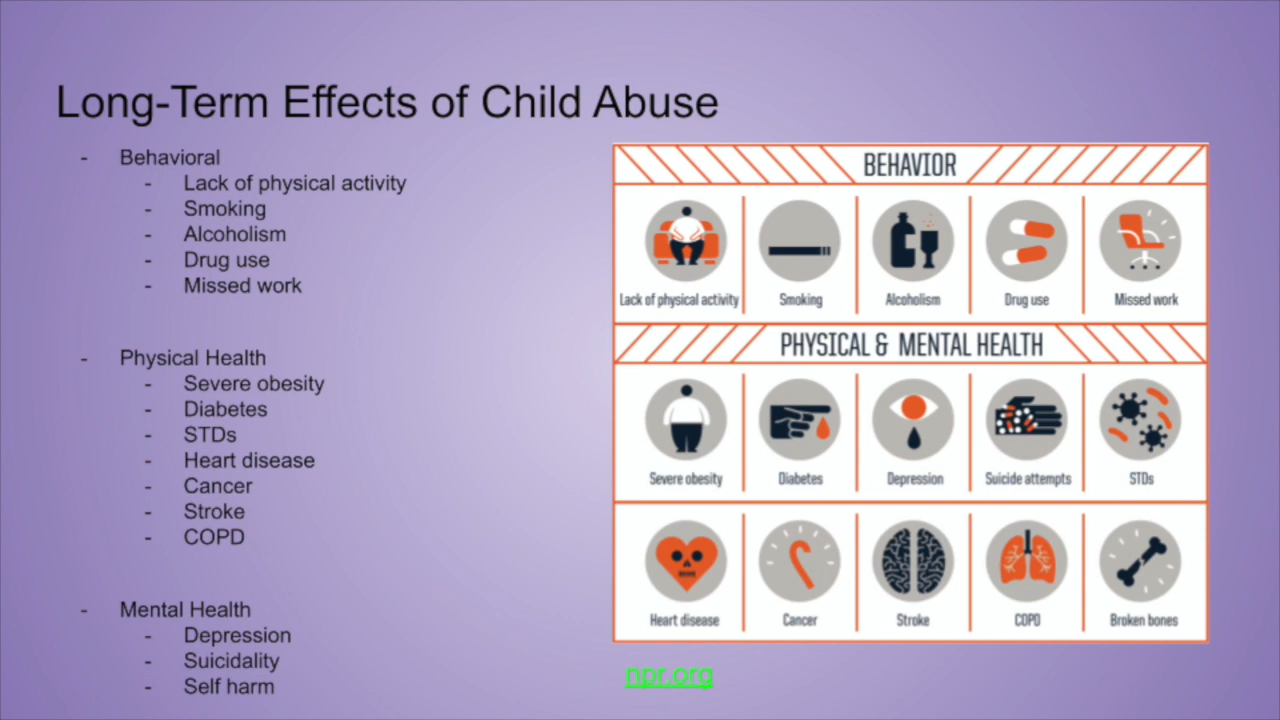 Long-Term Effects of Child Abuse
- Behavioral
- Lack of physical activity
- Smoking
- Alcoholism
- Drug use
- Missed work
- Physical Health
- Severe obesity
- Diabetes
- STDs
- Heart disease
- Cancer
- Stroke
- COPD
- Mental Health
- Depression
- Suicidality
- Self harm
BEHAVIOR
Lack of physical activity Smoking Alcoholism Drug use Missed work
PHYSICAL & MENTAL HEALTH
Severe obesity Diabetes Depression Suicide attempts STDs
Heart disease Cancer Stroke COPD Broken bones
npr.org